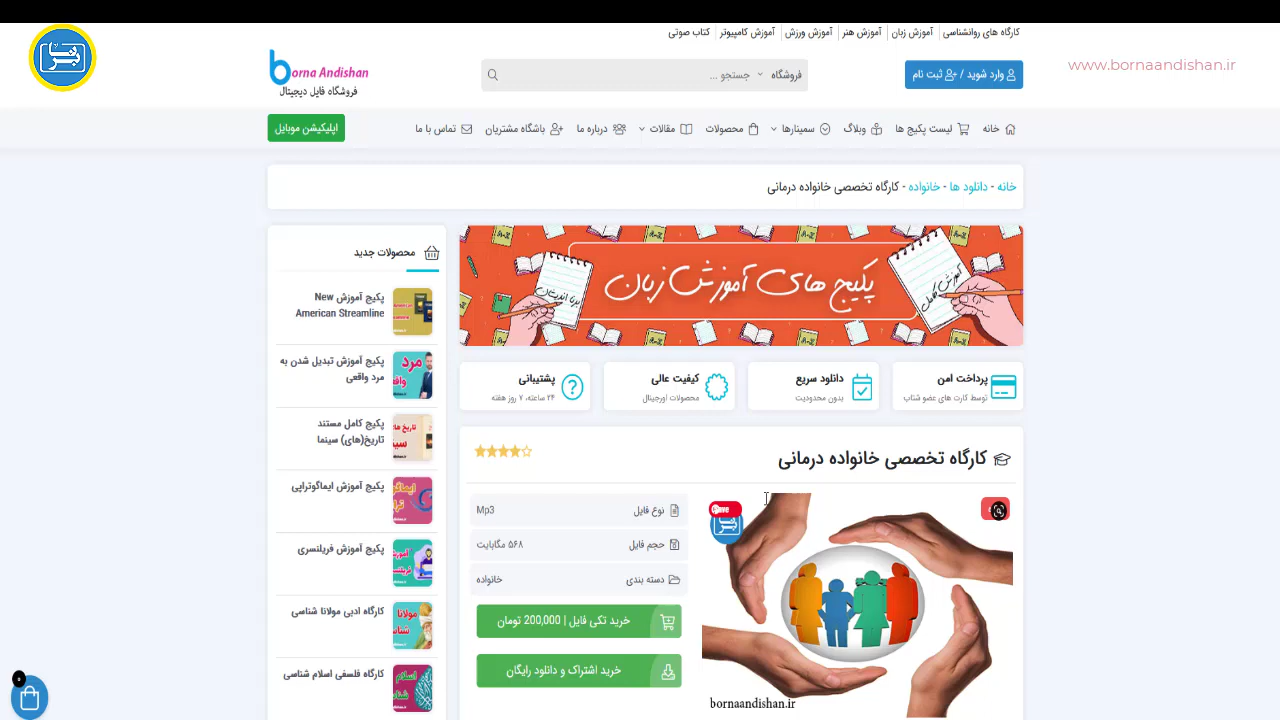 کارگاه های روانشناسی
آموزش زبان
آموزش هنر
آموزش ورزش
آموزش کامپیوتر
کتاب صوتی
برنا
www.bornaandishan.ir
وارد شوید / ثبت نام
فروشگاه
جستجو ...
borna Andishan
فروشگاه فایل دیجیتال
خانه
لیست پکیج ها
وبلاگ
سمینارها
محصولات
مقالات
درباره ما
باشگاه مشتریان
تماس با ما
اپلیکیشن موبایل
خانه - دانلود ها - خانواده - کارگاه تخصصی خانواده درمانی
پکیج های آموزش زبان
پرداخت امن
توسط کارت های عضو شتاب
دانلود سریع
بدون محدودیت
کیفیت عالی
محصولات اورجینال
پشتیبانی
۲۴ ساعته، ۷ روز هفته
کارگاه تخصصی خانواده درمانی
نوع فایل
Mp3
حجم فایل
۵۶۸ مگابایت
دسته بندی
خانواده
خرید تکی فایل | 200,000 تومان
خرید اشتراک و دانلود رایگان
Save
برنا
bornaandishan.ir
محصولات جدید
پکیج آموزش New
American Streamline
پکیج آموزش تبدیل شدن به
مرد واقعی
پکیج کامل مستند
تاریخ(های) سینما
پکیج آموزش ایماگوتراپی
پکیج آموزش فریلنسری
کارگاه ادبی مولانا شناسی
کارگاه فلسفی اسلام شناسی